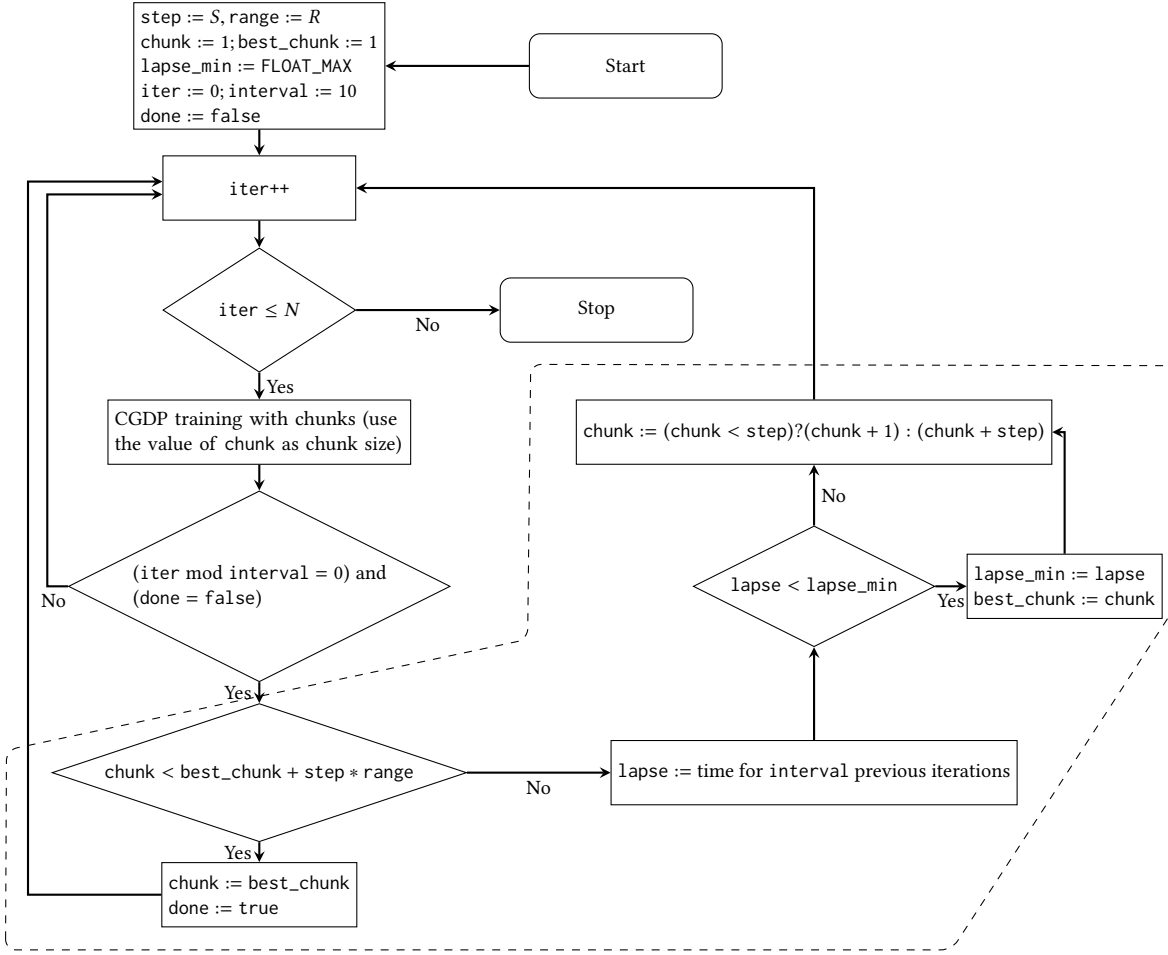 step := S, range := R
chunk := 1; best_chunk := 1
lapse_min := FLOAT_MAX
iter := 0; interval := 10
done := false
Start
iter++
iter ≤ N
No
Stop
Yes
CGDP training with chunks (use
the value of chunk as chunk size)
chunk := (chunk < step)?(chunk + 1) : (chunk + step)
No
(iter mod interval = 0) and
(done = false)
No
lapse < lapse_min
Yes
lapse_min := lapse
best_chunk := chunk
Yes
chunk < best_chunk + step * range
No
lapse := time for interval previous iterations
Yes
chunk := best_chunk
done := true